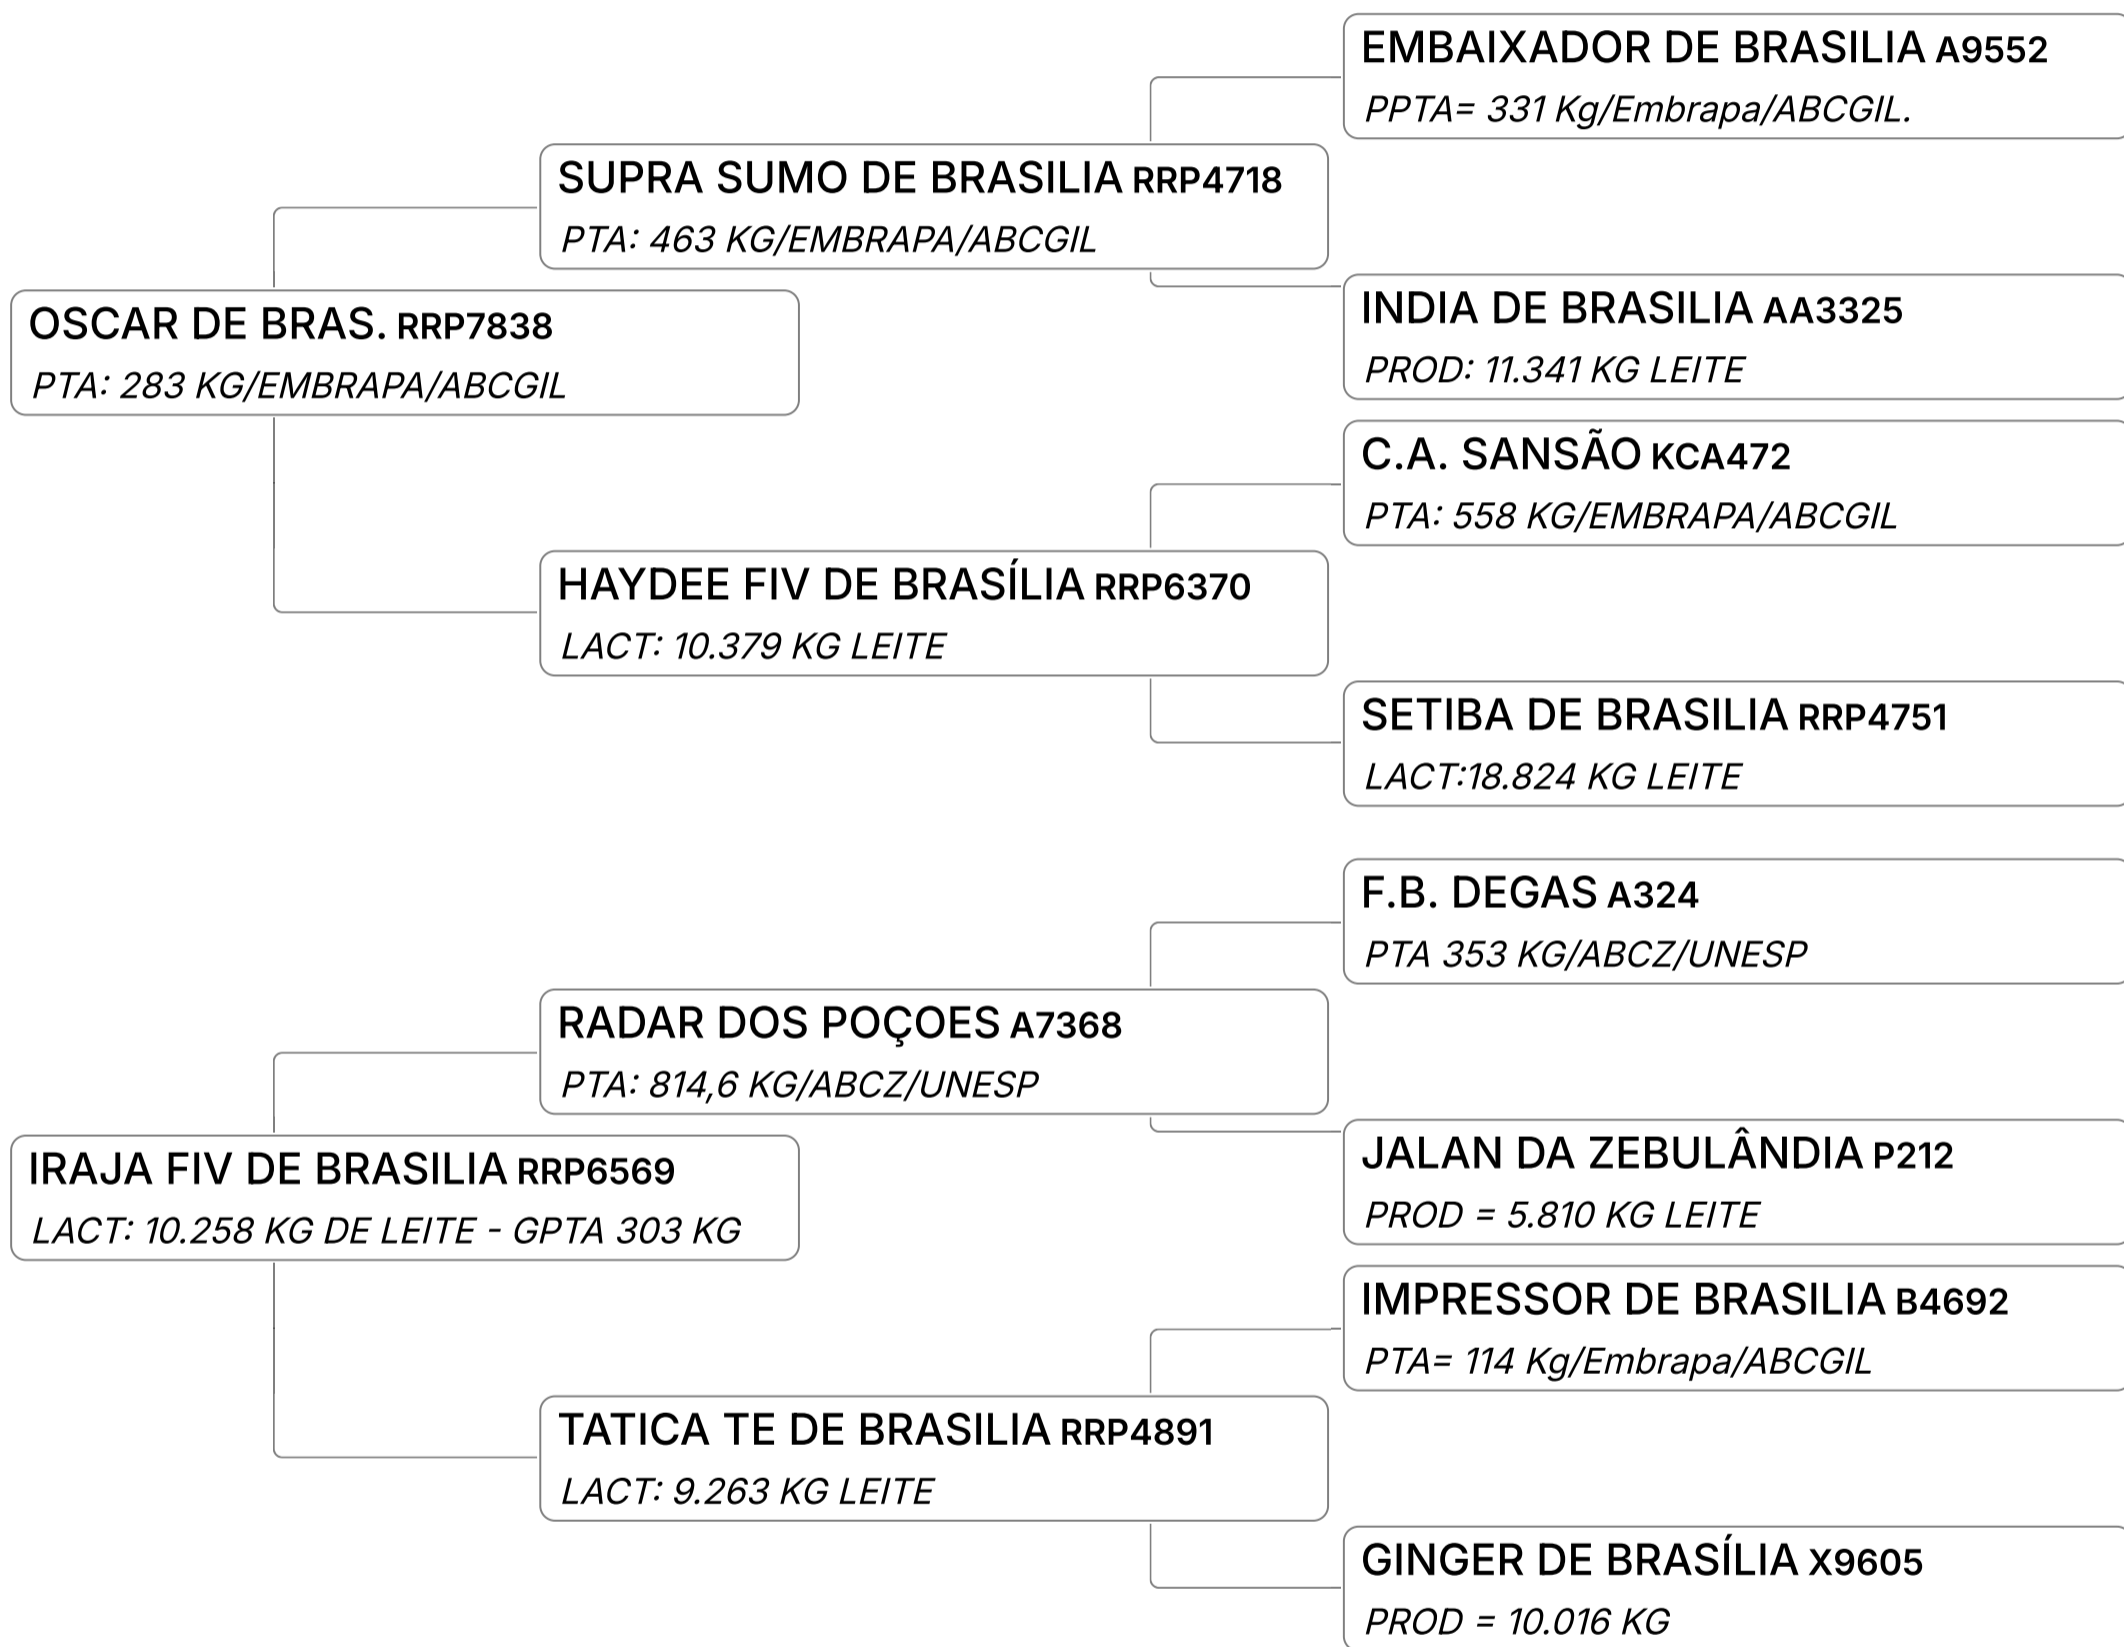 EMBAIXADOR DE BRASILIA A9552
PPTA= 331 Kg/Embrapa/ABCGIL.
SUPRA SUMO DE BRASILIA RRP4718
PTA: 463 KG/EMBRAPA/ABCGIL
INDIA DE BRASILIA AA3325
PROD: 11.341 KG LEITE
OSCAR DE BRAS. RRP7838
PTA: 283 KG/EMBRAPA/ABCGIL
C.A. SANSÃO KCA472
PTA: 558 KG/EMBRAPA/ABCGIL
HAYDEE FIV DE BRASÍLIA RRP6370
LACT: 10.379 KG LEITE
SETIBA DE BRASILIA RRP4751
LACT:18.824 KG LEITE
F.B. DEGAS A324
PTA 353 KG/ABCZ/UNESP
RADAR DOS POÇOES A7368
PTA: 814,6 KG/ABCZ/UNESP
JALAN DA ZEBULÂNDIA P212
PROD = 5.810 KG LEITE
IRAJA FIV DE BRASILIA RRP6569
LACT: 10.258 KG DE LEITE - GPTA 303 KG
IMPRESSOR DE BRASILIA B4692
PTA= 114 Kg/Embrapa/ABCGIL
TATICA TE DE BRASILIA RRP4891
LACT: 9.263 KG LEITE
GINGER DE BRASÍLIA X9605
PROD = 10.016 KG